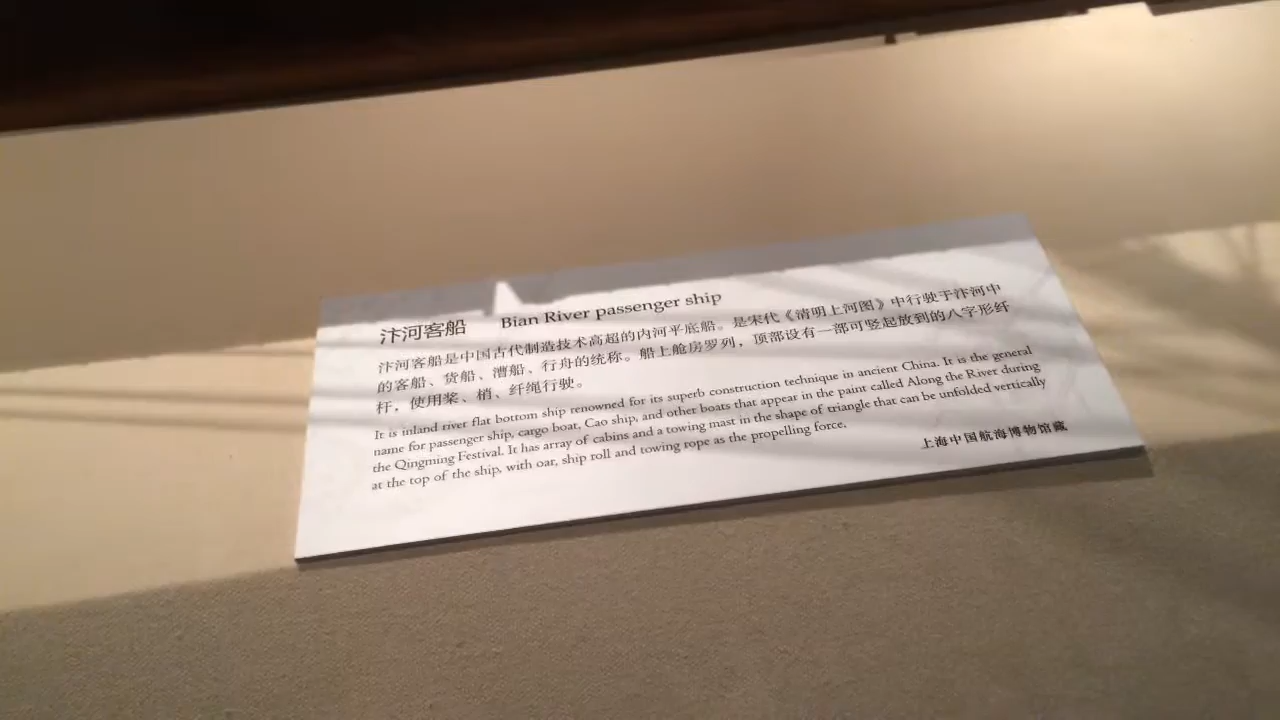 汴河客船 Bian River passenger ship
汴河客船是中国古代制造技术高超的内河平底船。是宋代《清明上河图》中行驶于汴河中
的客船、货船、漕船、行舟的统称。船上舱房罗列，顶部设有一部可竖起放到的八字形纤
杆，使用桨、梢、纤绳行驶。
It is inland river flat bottom ship renowned for its superb construction technique in ancient China. It is the general
name for passenger ship, cargo boat, Cao ship, and other boats that appear in the paint called Along the River during
the Qingming Festival. It has array of cabins and a towing mast in the shape of triangle that can be unfolded vertically
at the top of the ship, with oar, ship roll and towing rope as the propelling force.
上海中国航海博物馆藏